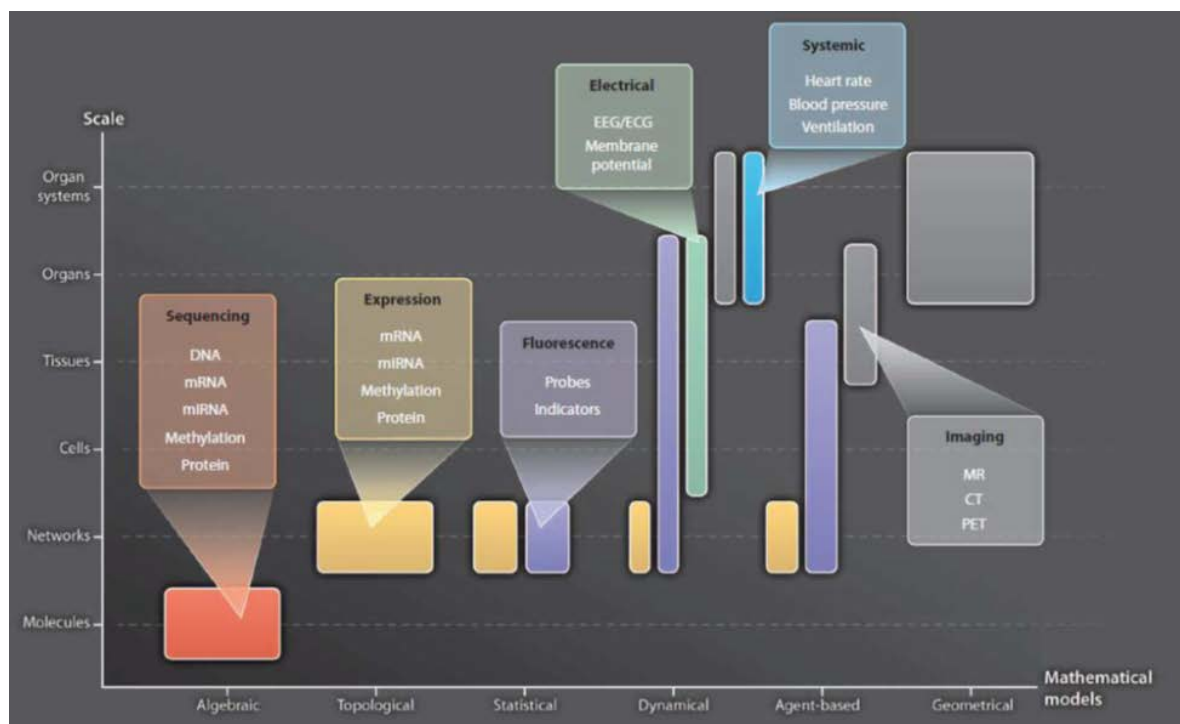 Systemic
Heart rate
Blood pressure
Ventilation
Electrical
EEG/ECG
Membrane
potential
Scale
Organ
systems
Organs
Tissues
Cells
Networks
Molecules
Sequencing
DNA
mRNA
miRNA
Methylation
Protein
Expression
mRNA
miRNA
Methylation
Protein
Fluorescence
Probes
Indicators
Imaging
MR
CT
PET
Algebraic
Topological
Statistical
Dynamical
Agent-based
Geometrical
Mathematical
models